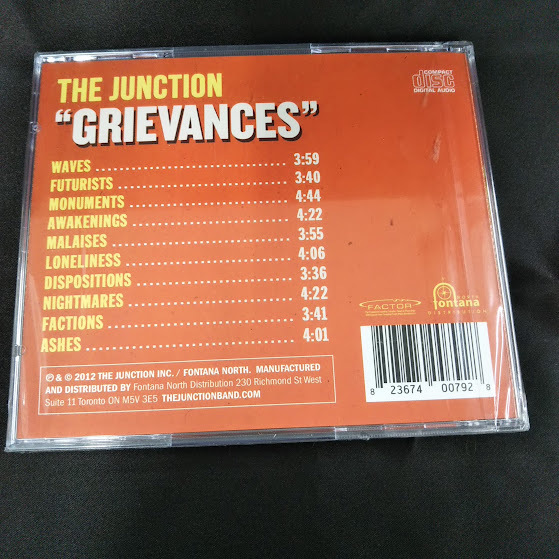 THE JUNCTION
"GRIEVANCES"
COMPACT
disc
DIGITAL AUDIO
WAVES 3:59
FUTURISTS 3:40
MONUMENTS 4:44
AWAKENINGS 4:22
MALAISES 3:55
LONELINESS 4:06
DISPOSITIONS 3:36
NIGHTMARES 4:22
FACTIONS 3:41
ASHES 4:01
FACTOR
north
fontana
DISTRIBUTION
℗ & © 2012 THE JUNCTION INC. / FONTANA NORTH. MANUFACTURED
AND DISTRIBUTED BY Fontana North Distribution 230 Richmond St West
Suite 11 Toronto ON M5V 3E5 THEJUNCTIONBAND.COM
8 23674 00792 8